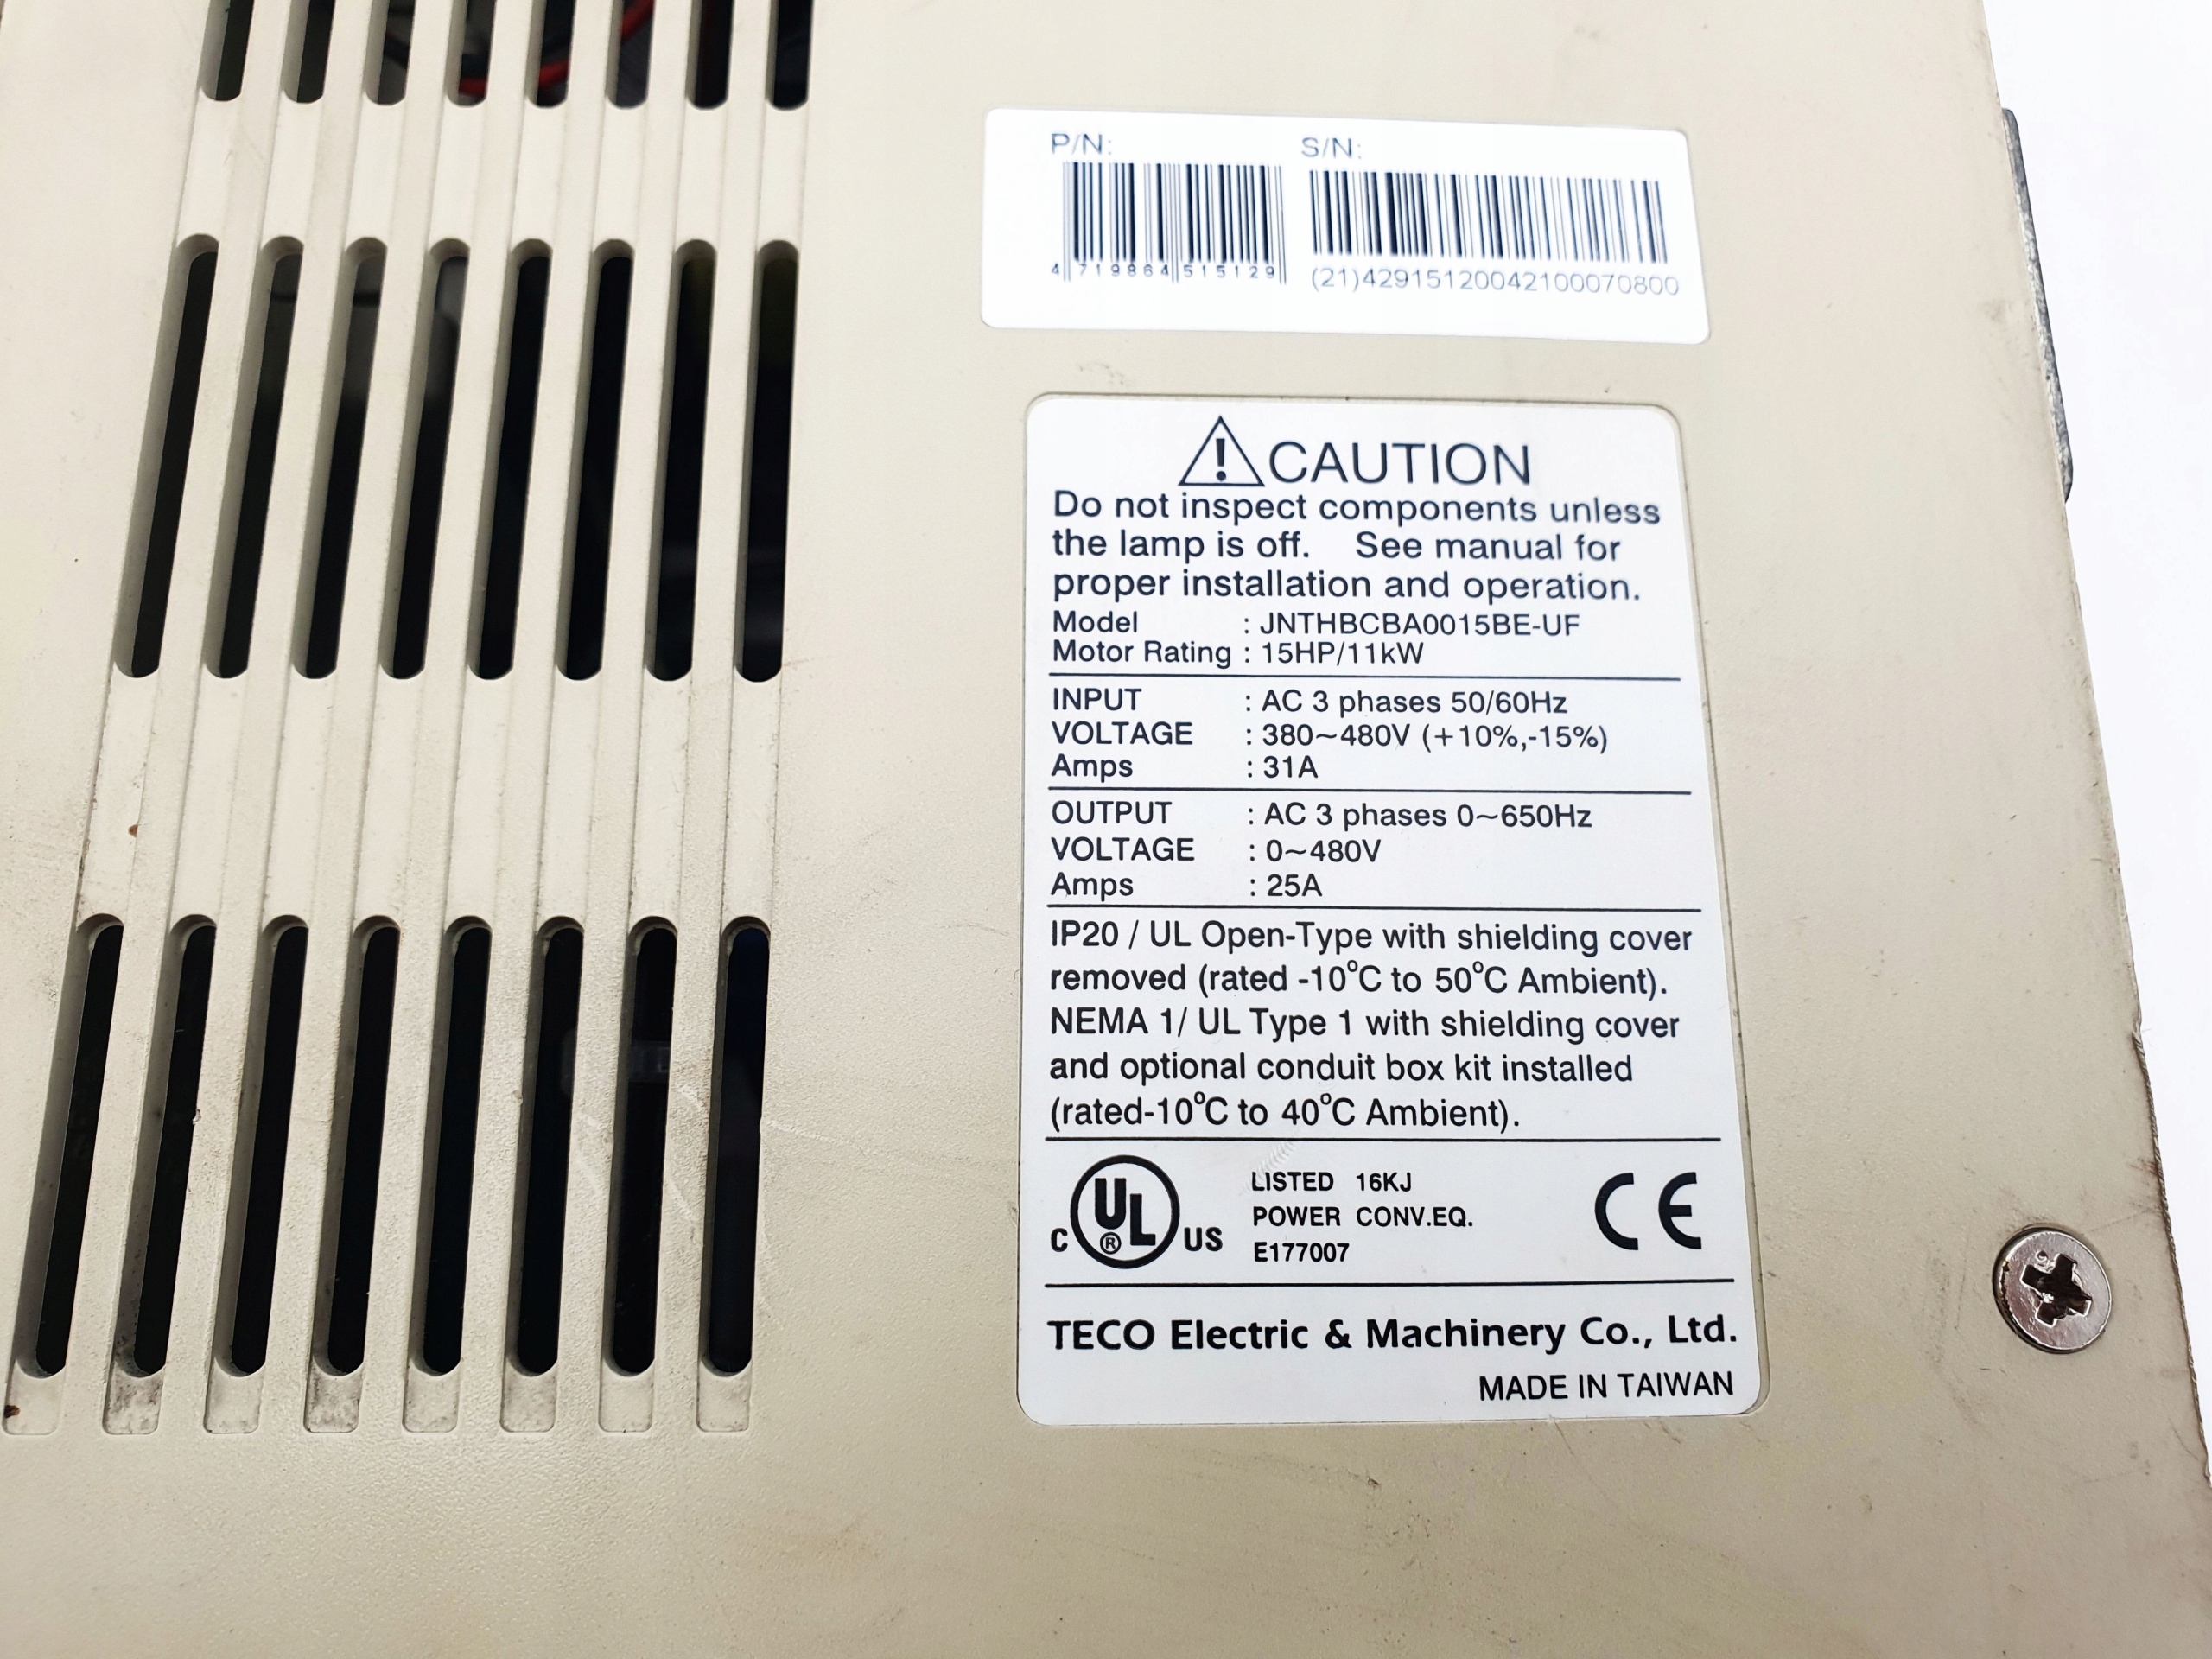 P/N: S/N:
4 719864 515129 (21)429151200421000 70800
CAUTION
Do not inspect components unless
the lamp is off. See manual for
proper installation and operation.
Model : JNTHBCBA0015BE-UF
Motor Rating : 15HP/11kW
INPUT : AC 3 phases 50/60Hz
VOLTAGE : 380~480V (+10%,-15%)
Amps : 31A
OUTPUT : AC 3 phases 0~650Hz
VOLTAGE : 0~480V
Amps : 25A
IP20 / UL Open-Type with shielding cover
removed (rated -10°C to 50°C Ambient).
NEMA 1/ UL Type 1 with shielding cover
and optional conduit box kit installed
(rated-10°C to 40°C Ambient).
C UL ® US CE
LISTED 16KJ
POWER CONV.EQ.
E177007
TECO Electric & Machinery Co., Ltd.
MADE IN TAIWAN